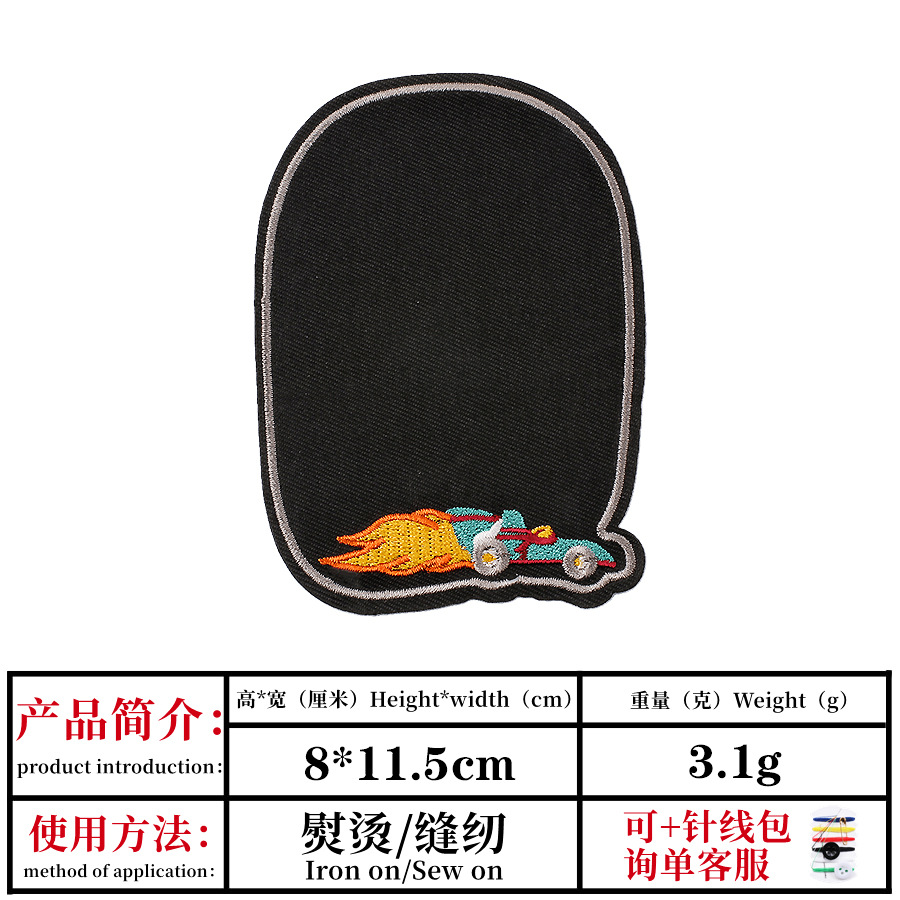 产品简介：
product introduction：
高*宽（厘米）Height*width（cm）
重量（克）Weight（g）
8*11.5cm
3.1g
使用方法：
method of application：
熨烫/缝纫
Iron on/Sew on
可+针线包
询单客服